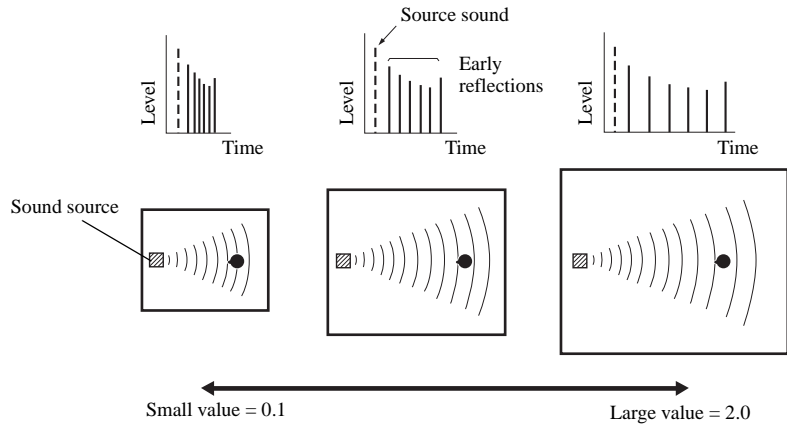 Source sound
Early
reflections
Level
Time
Level
Time
Level
Time
Sound source
Small value = 0.1
Large value = 2.0